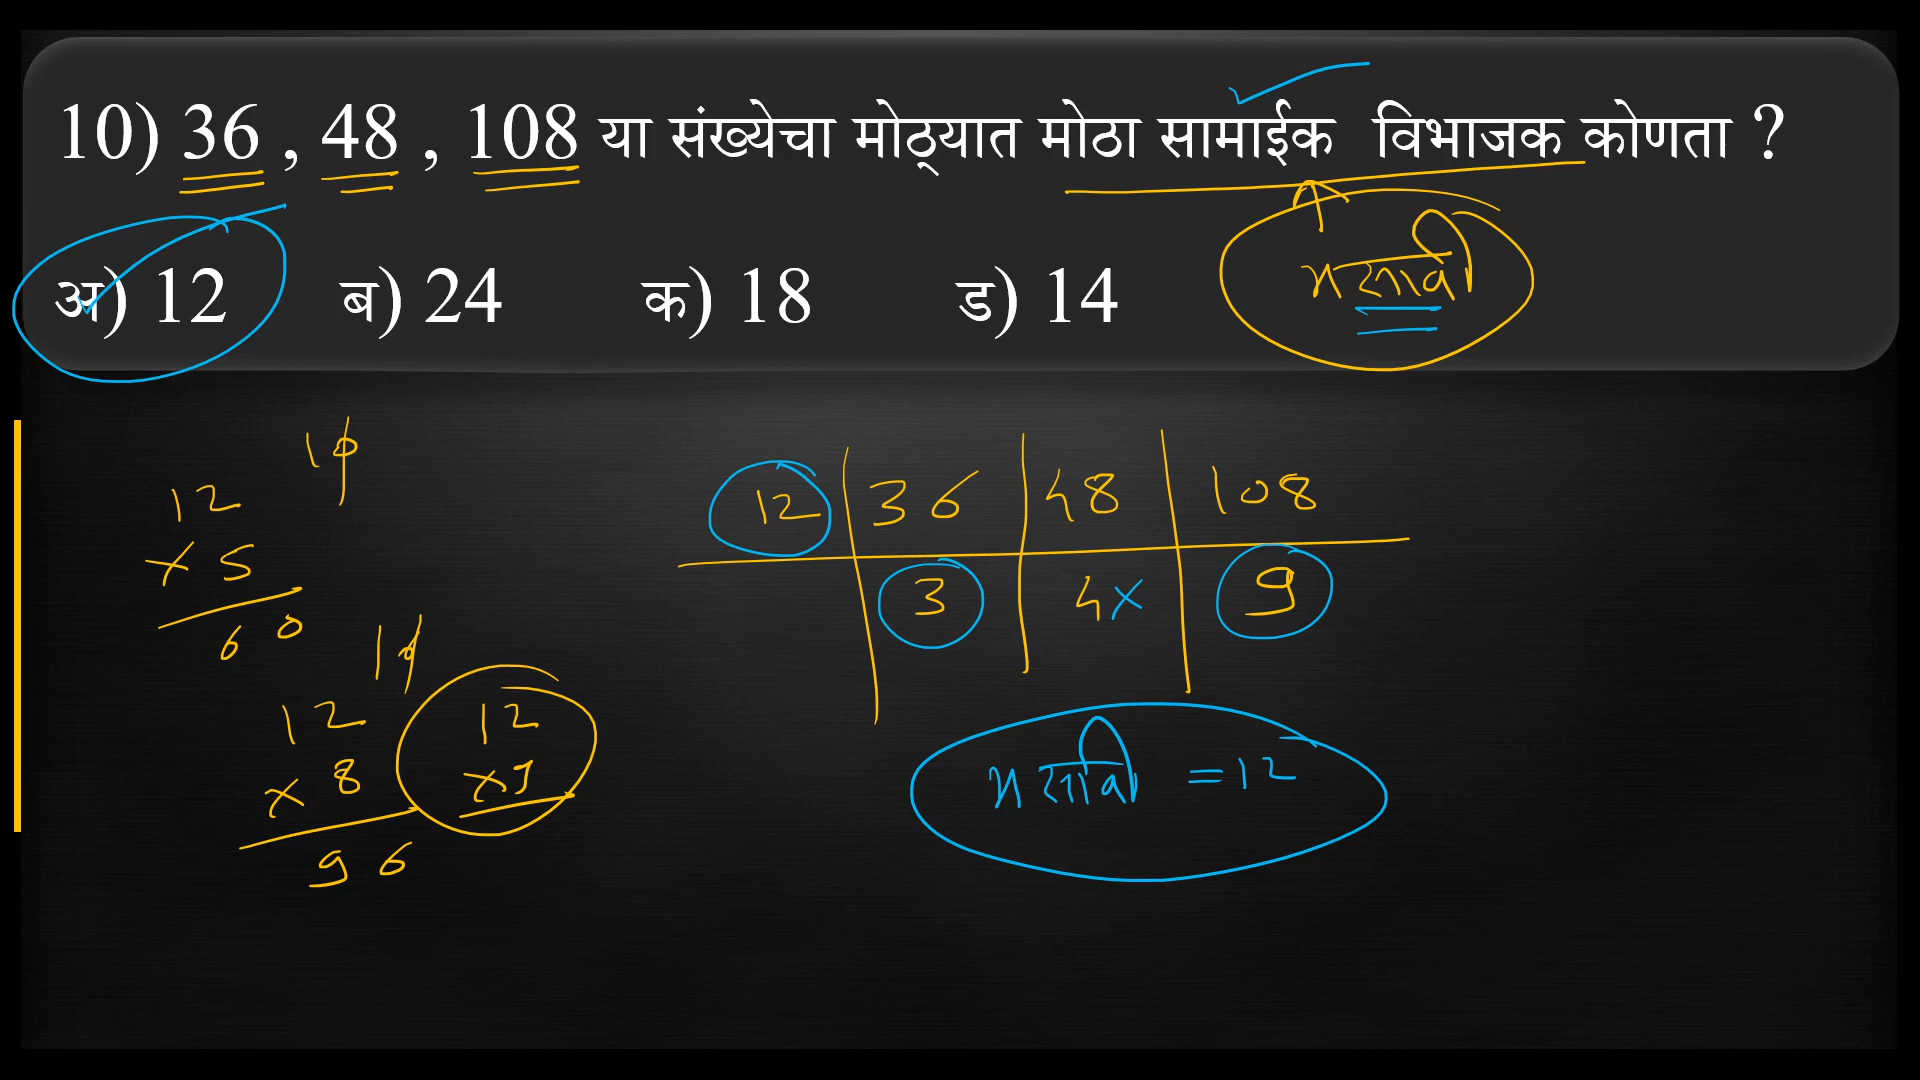 10) 36 , 48 , 108 या संख्येचा मोठ्यात मोठा सामाईक विभाजक कोणता ?
मसावी
अ) 12 ब) 24 क) 18 ड) 14
12
× 5
60
12
× 8
96
12
×9
12 36 48 108
3 4× 9
मसावी = 12